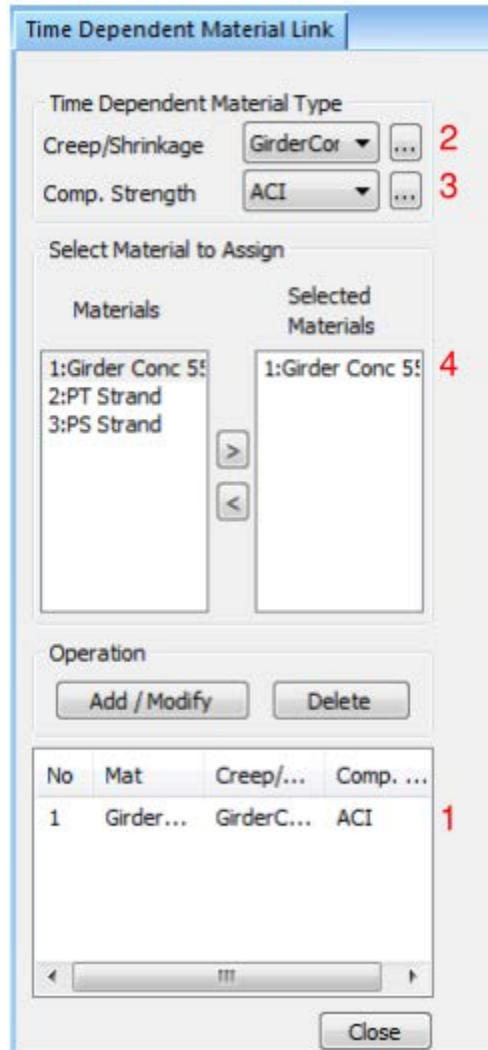 Time Dependent Material Link
Time Dependent Material Type
Creep/Shrinkage GirderCor ... 2
Comp. Strength ACI ... 3
Select Material to Assign
Materials
Selected
Materials
1:Girder Conc 55
2:PT Strand
3:PS Strand
>
<
1:Girder Conc 55
4
Operation
Add / Modify Delete
No Mat Creep/... Comp. ...
1 Girder... GirderC... ACI
1
Close